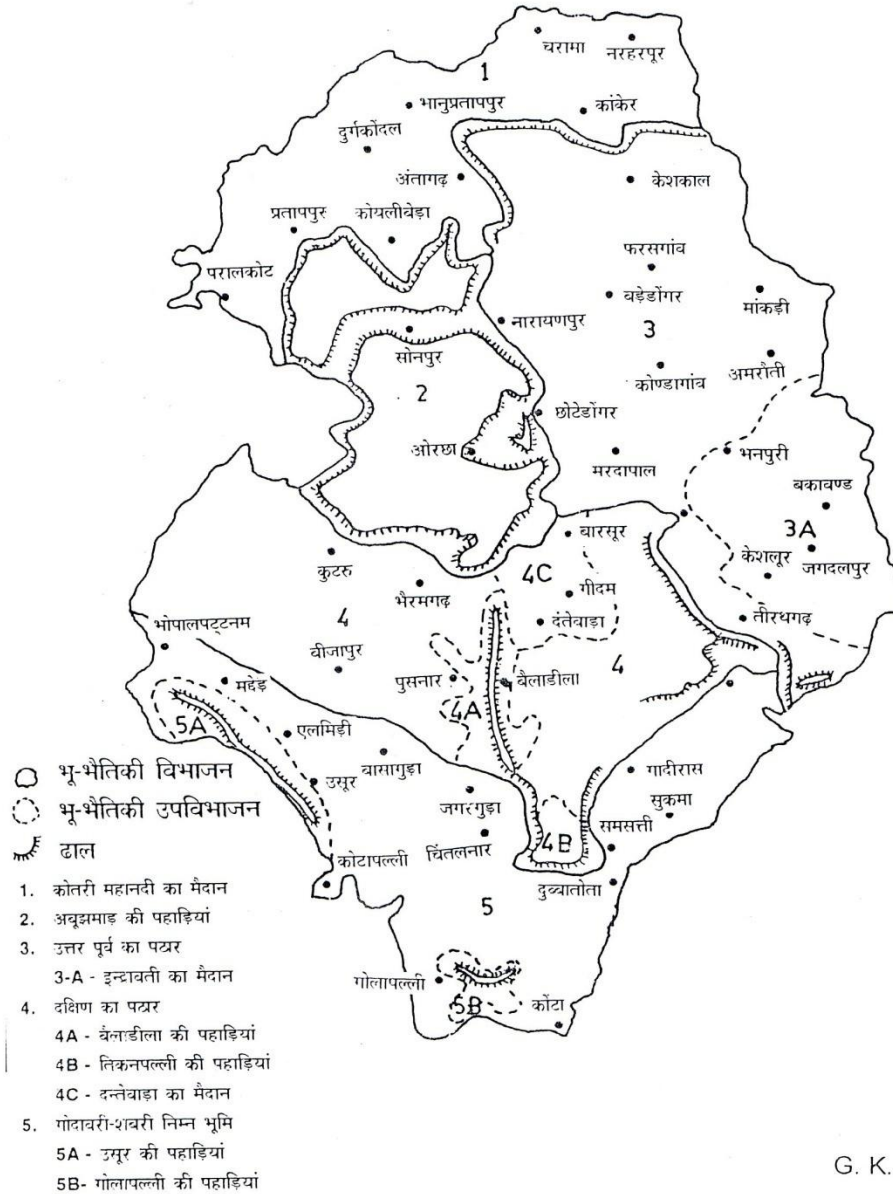 चरामा
नरहरपूर
1
भानुप्रतापपुर
कांकेर
दुर्गकोंदल
अंतागढ़
केशकाल
प्रतापपुर
कोयलीबेड़ा
फरसगांव
परालकोट
बड़ेडोंगर
मांकड़ी
नारायणपुर
3
सोनपुर
कोण्डागांव
अमरौती
2
छोटेडोंगर
ओरछा
मरदापाल
भनपुरी
बकावण्ड
बारसूर
3A
कुटरु
4C
केशलूर
जगदलपुर
भैरमगढ़
गीदम
भोपालपट्टनम
4
दंतेवाड़ा
तीरथगढ़
बीजापुर
4
मद्देड़
पुसनार
बैलाडीला
4A
5A
एलमिड़ी
बासागुड़ा
गादीरास
उसूर
जगरगुड़ा
सुकमा
4B
समसत्ती
कोटापल्ली
चिंतलनार
दुब्बातोता
5
गोलापल्ली
5B
कोंटा
भू-भैतिकी विभाजन
भू-भैतिकी उपविभाजन
ढाल
1. कोतरी महानदी का मैदान
2. अबूझमाड़ की पहाड़ियां
3. उत्तर पूर्व का पठार
3-A - इन्द्रावती का मैदान
4. दक्षिण का पठार
4A - बैलाडीला की पहाड़ियां
4B - तिकनपल्ली की पहाड़ियां
4C - दन्तेवाड़ा का मैदान
5. गोदावरी-शबरी निम्न भूमि
5A - उसूर की पहाड़ियां
5B- गोलापल्ली की पहाड़ियां
G. K.